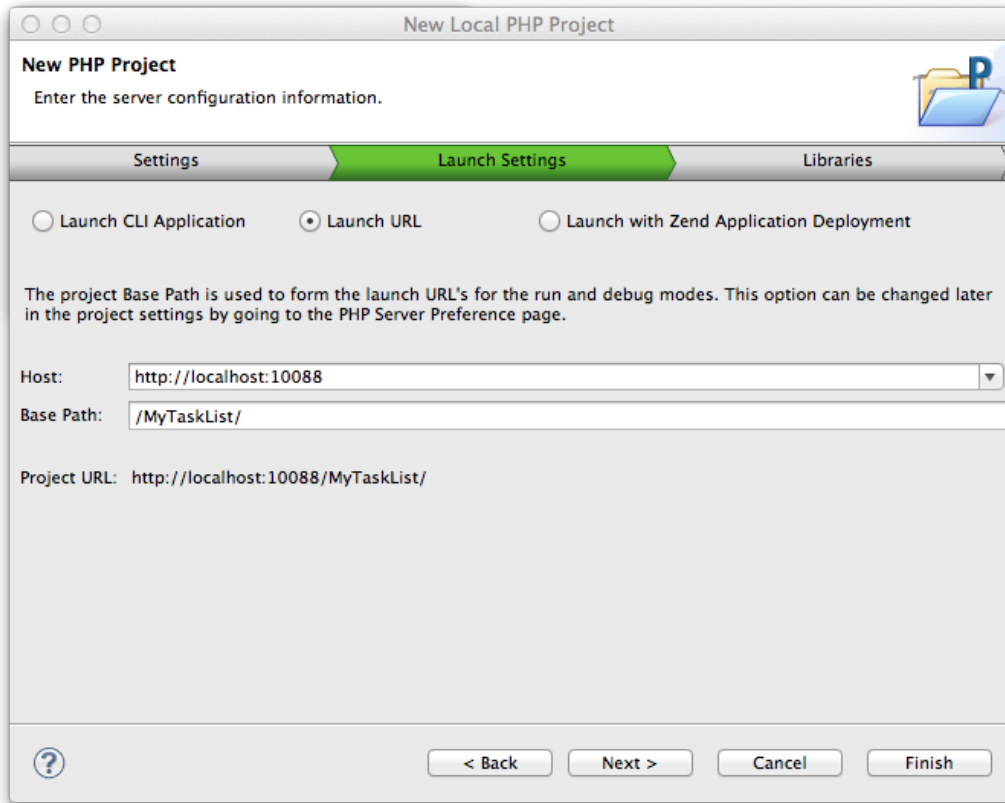 New Local PHP Project
New PHP Project
Enter the server configuration information.
P
Settings
Launch Settings
Libraries
Launch CLI Application
Launch URL
Launch with Zend Application Deployment
The project Base Path is used to form the launch URL's for the run and debug modes. This option can be changed later
in the project settings by going to the PHP Server Preference page.
Host: http://localhost:10088
Base Path: /MyTaskList/
Project URL: http://localhost:10088/MyTaskList/
?
< Back
Next >
Cancel
Finish